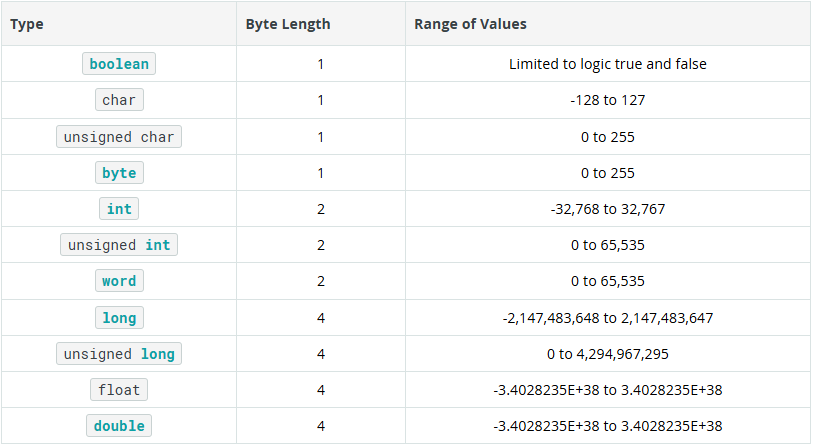 Type Byte Length Range of Values
boolean 1 Limited to logic true and false
char 1 -128 to 127
unsigned char 1 0 to 255
byte 1 0 to 255
int 2 -32,768 to 32,767
unsigned int 2 0 to 65,535
word 2 0 to 65,535
long 4 -2,147,483,648 to 2,147,483,647
unsigned long 4 0 to 4,294,967,295
float 4 -3.4028235E+38 to 3.4028235E+38
double 4 -3.4028235E+38 to 3.4028235E+38